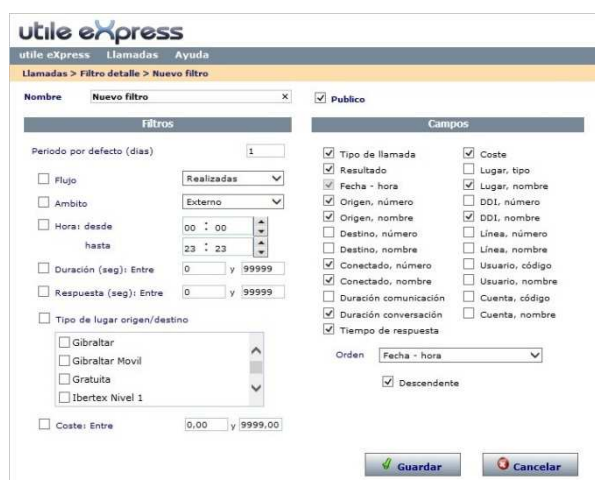 utile eXpress
utile eXpress Llamadas Ayuda
Llamadas > Filtro detalle > Nuevo filtro
Nombre Nuevo filtro × Publico
Filtros
Periodo por defecto (dias) 1
Flujo Realizadas
Ambito Externo
Hora: desde 00 : 00
hasta 23 : 23
Duración (seg): Entre 0 y 99999
Respuesta (seg): Entre 0 y 99999
Tipo de lugar origen/destino
Gibraltar
Gibraltar Movil
Gratuita
Ibertex Nivel 1
Coste: Entre 0,00 y 9999,00
Campos
Tipo de llamada
Resultado
Fecha - hora
Origen, número
Origen, nombre
Destino, número
Destino, nombre
Conectado, número
Conectado, nombre
Duración comunicación
Duración conversación
Tiempo de respuesta
Coste
Lugar, tipo
Lugar, nombre
DDI, número
DDI, nombre
Línea, número
Línea, nombre
Usuario, código
Usuario, nombre
Cuenta, código
Cuenta, nombre
Orden Fecha - hora
Descendente
Guardar Cancelar